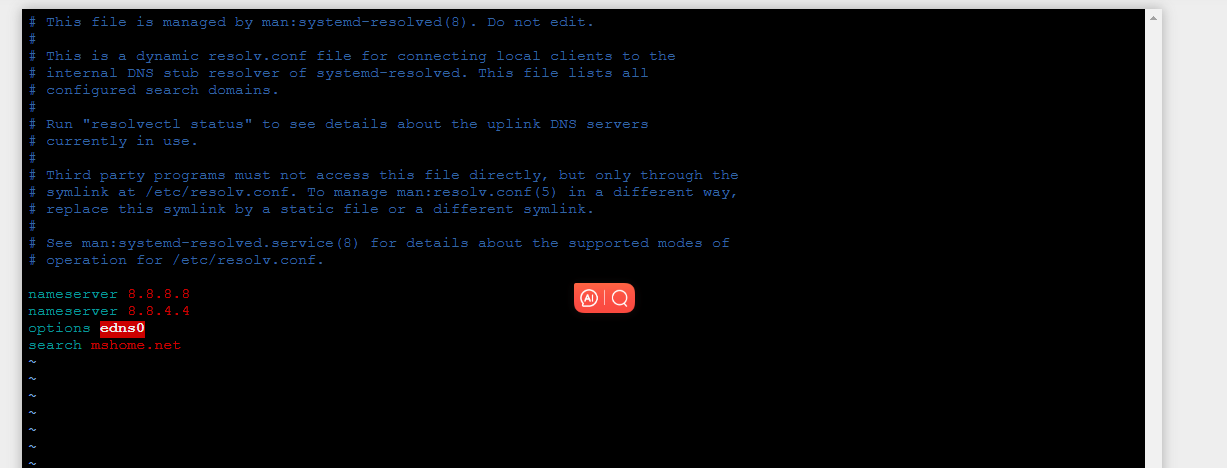 # This file is managed by man:systemd-resolved(8). Do not edit.
#
# This is a dynamic resolv.conf file for connecting local clients to the
# internal DNS stub resolver of systemd-resolved. This file lists all
# configured search domains.
#
# Run "resolvectl status" to see details about the uplink DNS servers
# currently in use.
#
# Third party programs must not access this file directly, but only through the
# symlink at /etc/resolv.conf. To manage man:resolv.conf(5) in a different way,
# replace this symlink by a static file or a different symlink.
#
# See man:systemd-resolved.service(8) for details about the supported modes of
# operation for /etc/resolv.conf.
nameserver 8.8.8.8
AI
nameserver 8.8.4.4
options edns0
search mshome.net
~
~
~
~
~
~
~